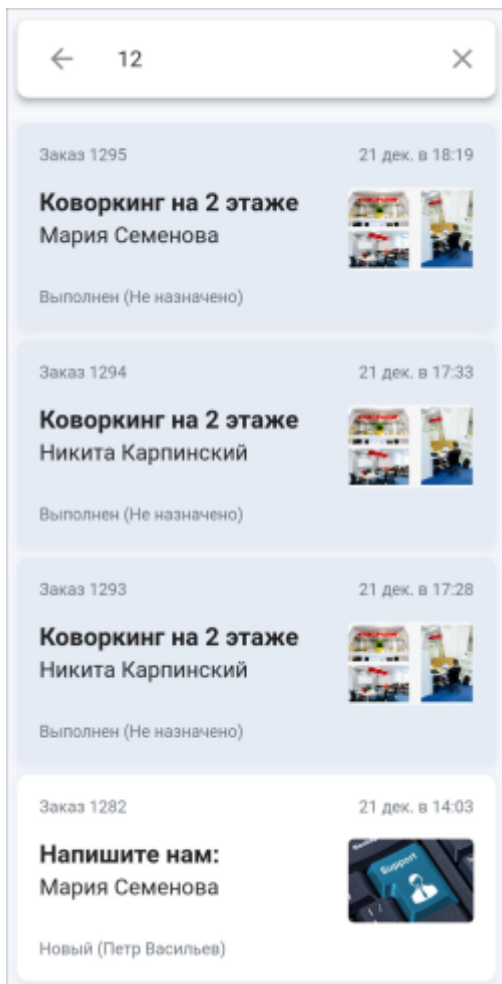 12
Заказ 1295 21 дек. в 18:19
Коворкинг на 2 этаже
Мария Семенова
Выполнен (Не назначено)
Заказ 1294 21 дек. в 17:33
Коворкинг на 2 этаже
Никита Карпинский
Выполнен (Не назначено)
Заказ 1293 21 дек. в 17:28
Коворкинг на 2 этаже
Никита Карпинский
Выполнен (Не назначено)
Заказ 1282 21 дек. в 14:03
Напишите нам:
Support
Мария Семенова
Новый (Петр Васильев)